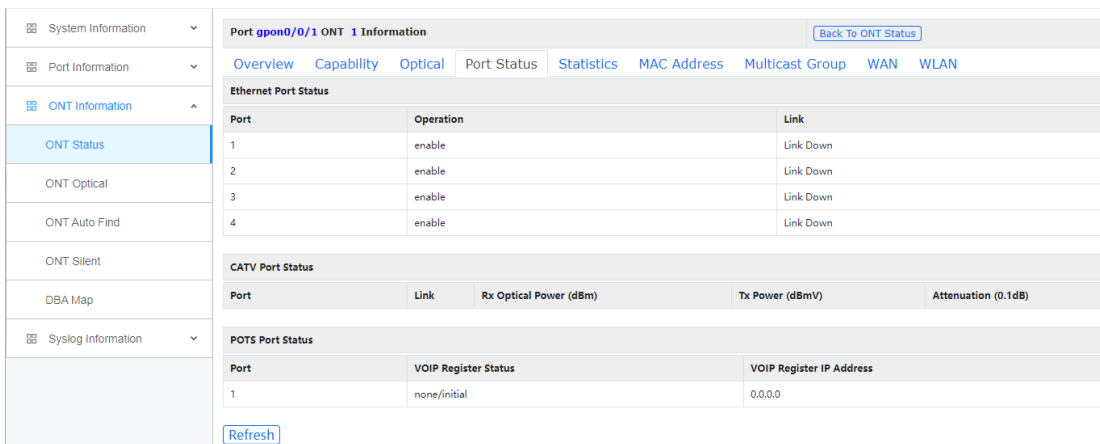 System Information
Port Information
ONT Information
ONT Status
ONT Optical
ONT Auto Find
ONT Silent
DBA Map
Syslog Information
Port gpon0/0/1 ONT 1 Information Back To ONT Status
Overview Capability Optical Port Status Statistics MAC Address Multicast Group WAN WLAN
Ethernet Port Status
Port Operation Link
1 enable Link Down
2 enable Link Down
3 enable Link Down
4 enable Link Down
CATV Port Status
Port Link Rx Optical Power (dBm) Tx Power (dBmV) Attenuation (0.1dB)
POTS Port Status
Port VOIP Register Status VOIP Register IP Address
1 none/initial 0.0.0.0
Refresh